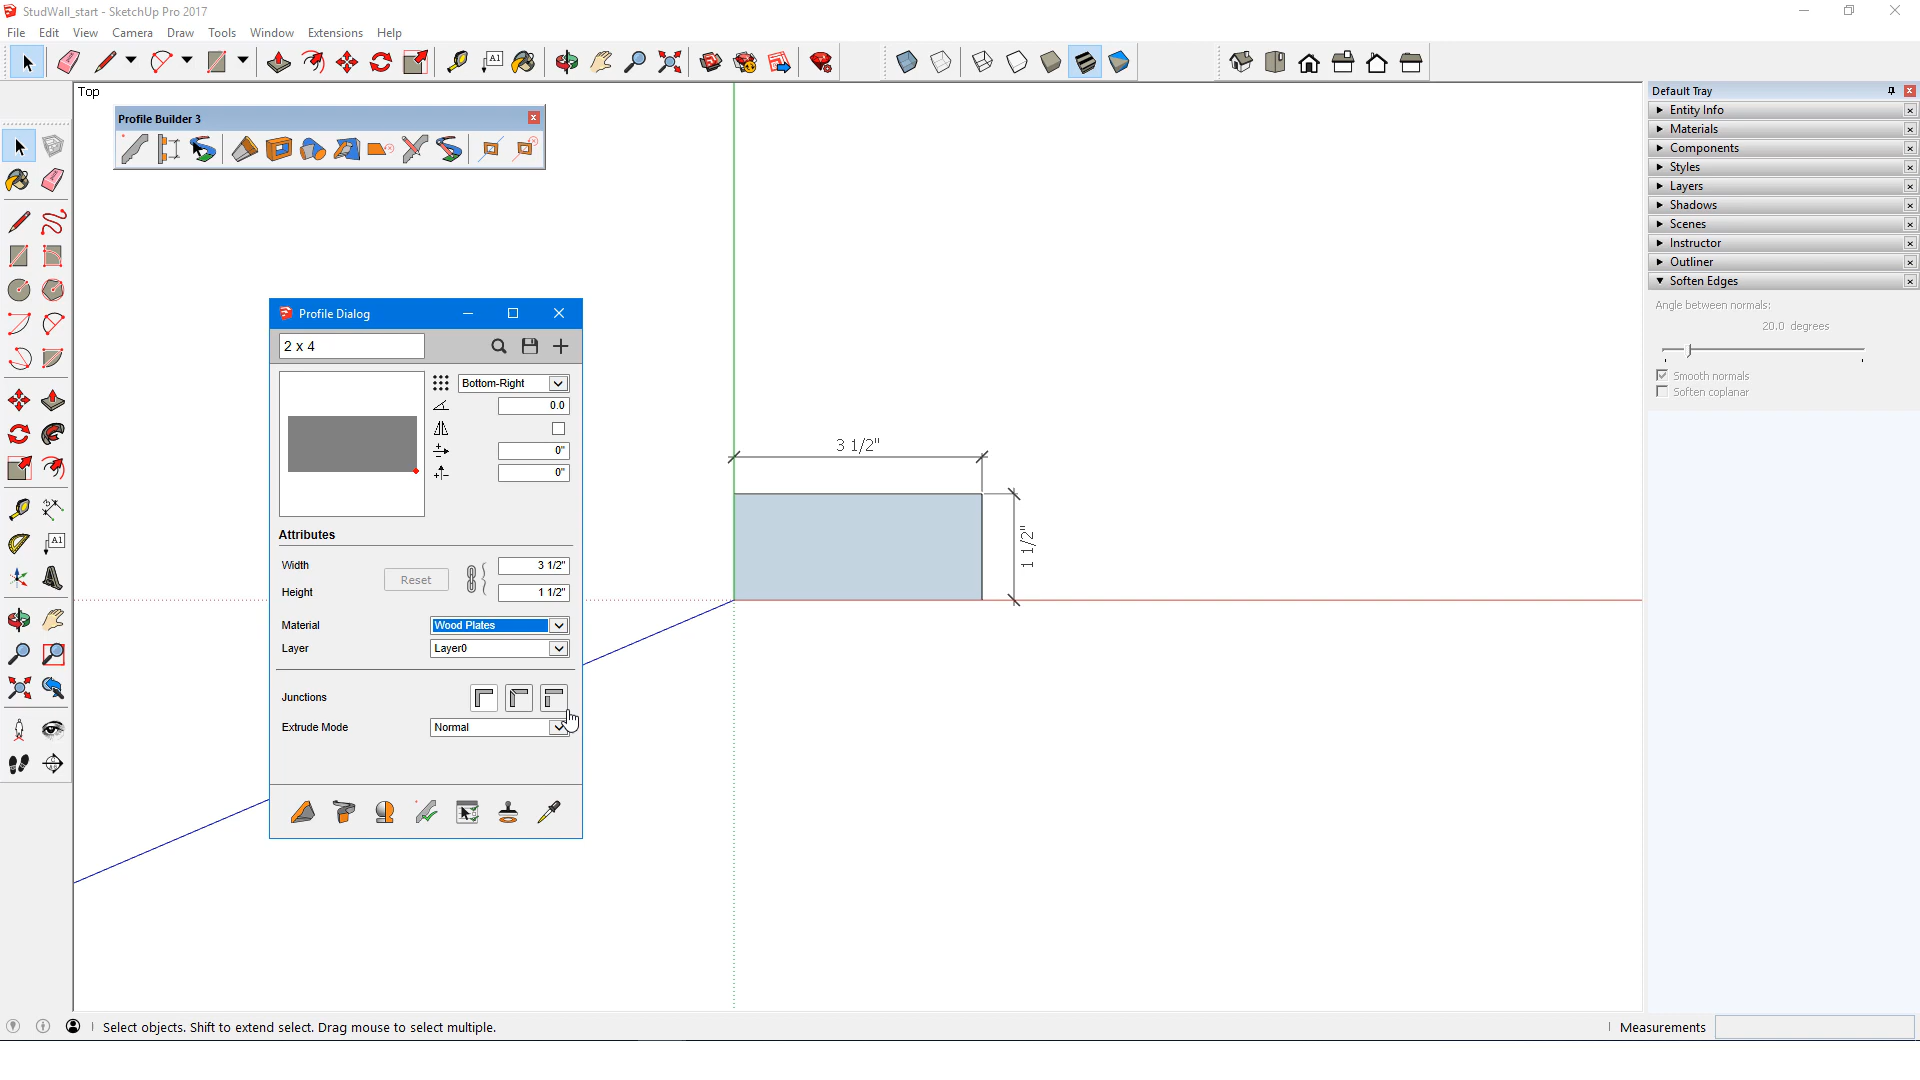 StudWall_start - SketchUp Pro 2017
File Edit View Camera Draw Tools Window Extensions Help
A1
Top
Profile Builder 3
Default Tray
Entity Info
Materials
Components
Styles
Layers
Shadows
Scenes
Instructor
Outliner
Soften Edges
Angle between normals:
20.0 degrees
Smooth normals
Soften coplanar
Profile Dialog
2 x 4
Bottom-Right
0.0
0"
0"
Attributes
Width 3 1/2"
Reset
Height 1 1/2"
Material Wood Plates
Layer Layer0
Junctions
Extrude Mode Normal
3 1/2"
1 1/2"
A1
Select objects. Shift to extend select. Drag mouse to select multiple.
Measurements